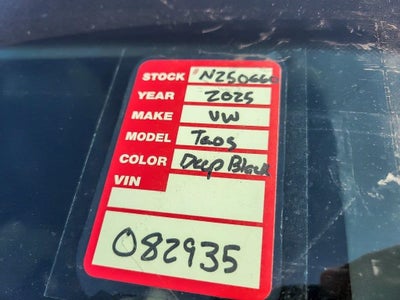 STOCK N250660
YEAR 2025
MAKE VW
MODEL Taos
COLOR Deep Black
VIN
082935